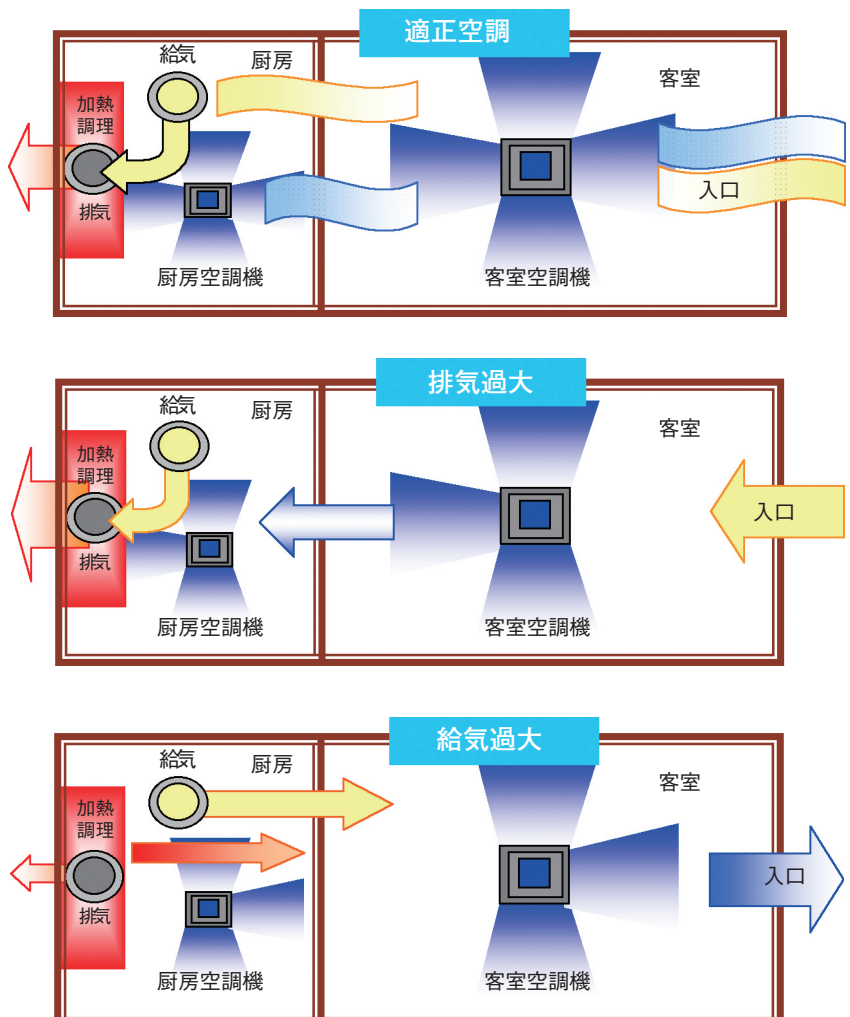 適正空調
給気
厨房
客室
加熱
調理
排気
入口
厨房空調機
客室空調機
排気過大
給気
厨房
客室
加熱
調理
排気
入口
厨房空調機
客室空調機
給気過大
給気
厨房
客室
加熱
調理
排気
入口
厨房空調機
客室空調機